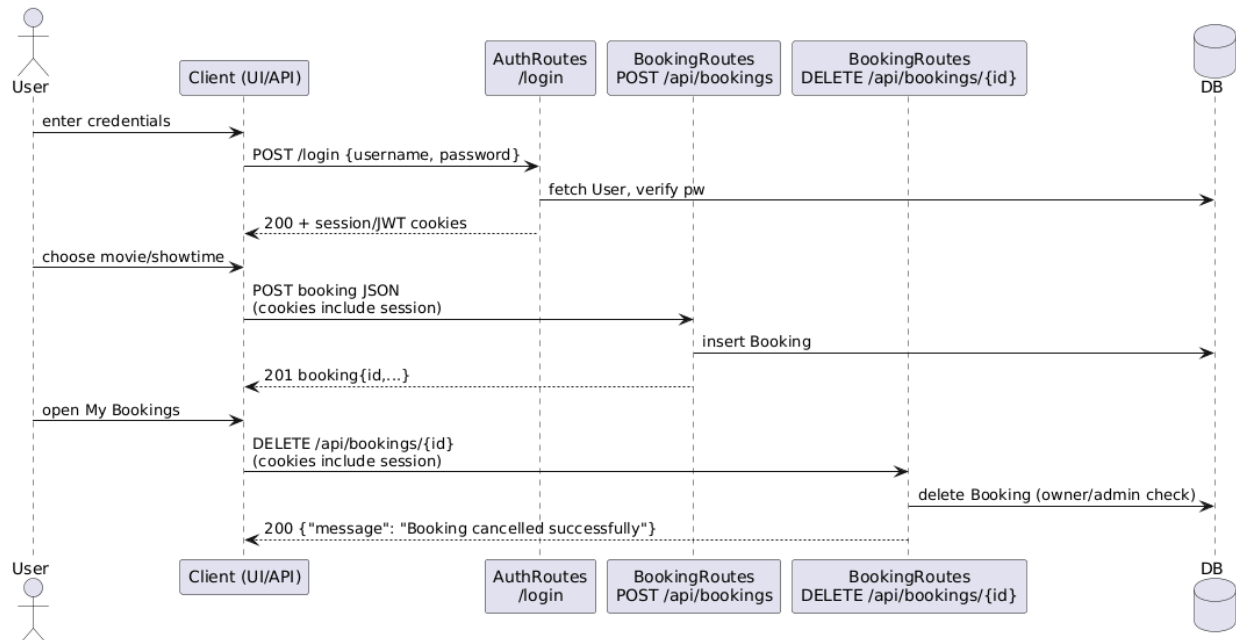 User
Client (UI/API)
AuthRoutes
/login
BookingRoutes
POST /api/bookings
BookingRoutes
DELETE /api/bookings/{id}
DB
enter credentials
POST /login {username, password}
fetch User, verify pw
200 + session/JWT cookies
choose movie/showtime
POST booking JSON
(cookies include session)
insert Booking
201 booking{id,...}
open My Bookings
DELETE /api/bookings/{id}
(cookies include session)
delete Booking (owner/admin check)
200 {"message": "Booking cancelled successfully"}
User
Client (UI/API)
AuthRoutes
/login
BookingRoutes
POST /api/bookings
BookingRoutes
DELETE /api/bookings/{id}
DB